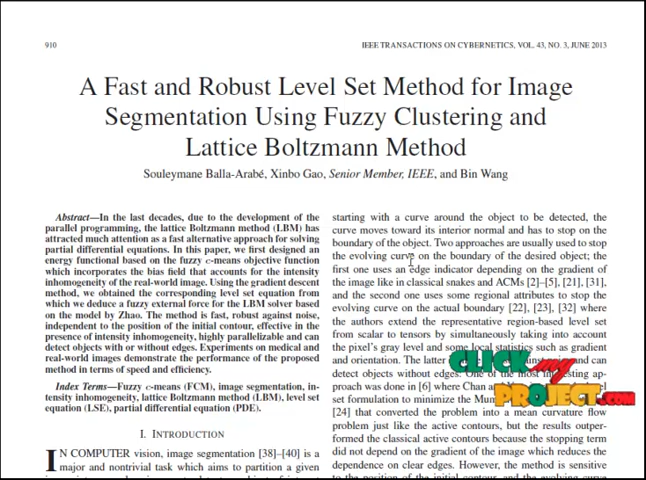 910
IEEE TRANSACTIONS ON CYBERNETICS, VOL. 43, NO. 3, JUNE 2013
A Fast and Robust Level Set Method for Image
Segmentation Using Fuzzy Clustering and
Lattice Boltzmann Method
Souleymane Balla-Arabé, Xinbo Gao, Senior Member, IEEE, and Bin Wang
Abstract—In the last decades, due to the development of the
parallel programming, the lattice Boltzmann method (LBM) has
attracted much attention as a fast alternative approach for solving
partial differential equations. In this paper, we first designed an
energy functional based on the fuzzy c-means objective function
which incorporates the bias field that accounts for the intensity
inhomogeneity of the real-world image. Using the gradient descent
method, we obtained the corresponding level set equation from
which we deduce a fuzzy external force for the LBM solver based
on the model by Zhao. The method is fast, robust against noise,
independent to the position of the initial contour, effective in the
presence of intensity inhomogeneity, highly parallelizable and can
detect objects with or without edges. Experiments on medical and
real-world images demonstrate the performance of the proposed
method in terms of speed and efficiency.
Index Terms—Fuzzy c-means (FCM), image segmentation, in-
tensity inhomogeneity, lattice Boltzmann method (LBM), level set
equation (LSE), partial differential equation (PDE).
I. INTRODUCTION
IN COMPUTER vision, image segmentation [38]–[40] is a
major and nontrivial task which aims to partition a given
starting with a curve around the object to be detected, the
curve moves toward its interior normal and has to stop on the
boundary of the object. Two approaches are usually used to stop
the evolving curve on the boundary of the desired object; the
first one uses an edge indicator depending on the gradient of
the image like in classical snakes and ACMs [2]–[5], [21], [31],
and the second one uses some regional attributes to stop the
evolving curve on the actual boundary [22], [23], [32] where
the authors extend the representative region-based level set
from scalar to tensors by simultaneously taking into account
the pixel's gray level and some local statistics such as gradient
and orientation. The latter and can
detect objects without edges. One of the most interesting ap-
proach was done in [6] where Chan
set formulation to minimize the
[24] that converted the problem into a mean curvature flow
problem just like the active contours, but the results outper-
formed the classical active contours because the stopping term
did not depend on the gradient of the image which reduces the
dependence on clear edges. However, the method is sensitive
to the position of the initial contour, and the evolving curve
CLICK
my
PROJECT.COM